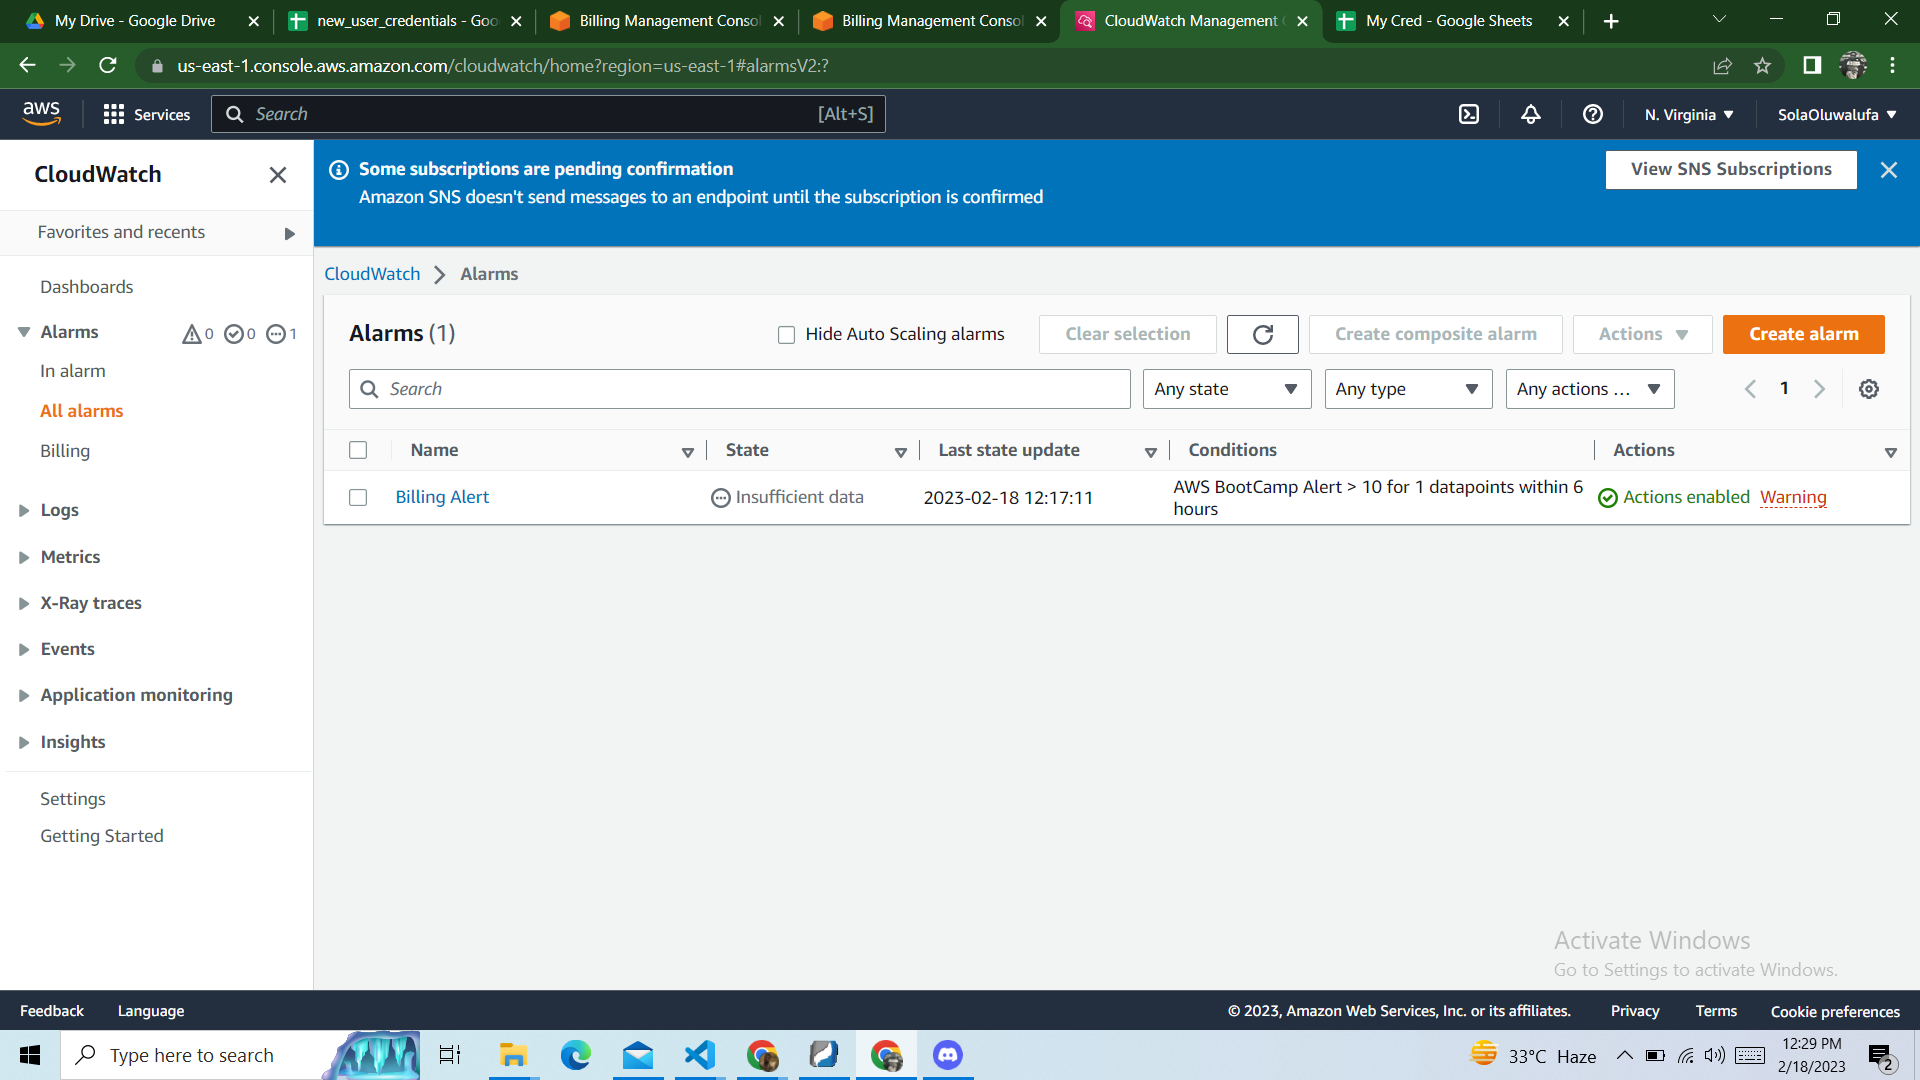 My Drive - Google Drive
new_user_credentials - Goo
Billing Management Consol
Billing Management Consol
CloudWatch Management C
My Cred - Google Sheets
us-east-1.console.aws.amazon.com/cloudwatch/home?region=us-east-1#alarmsV2:?
aws
Services
Search
[Alt+S]
N. Virginia
SolaOluwalufa
CloudWatch
Some subscriptions are pending confirmation
Amazon SNS doesn't send messages to an endpoint until the subscription is confirmed
View SNS Subscriptions
Favorites and recents
Dashboards
Alarms 0 0 1
In alarm
All alarms
Billing
Logs
Metrics
X-Ray traces
Events
Application monitoring
Insights
Settings
Getting Started
CloudWatch > Alarms
Alarms (1)
Hide Auto Scaling alarms
Clear selection
Create composite alarm
Actions
Create alarm
Search
Any state
Any type
Any actions ...
1
Name
State
Last state update
Conditions
Actions
Billing Alert
Insufficient data
2023-02-18 12:17:11
AWS BootCamp Alert > 10 for 1 datapoints within 6
hours
Actions enabled
Warning
Activate Windows
Go to Settings to activate Windows.
Feedback
Language
© 2023, Amazon Web Services, Inc. or its affiliates.
Privacy
Terms
Cookie preferences
Type here to search
33°C Haze
12:29 PM
2/18/2023
2